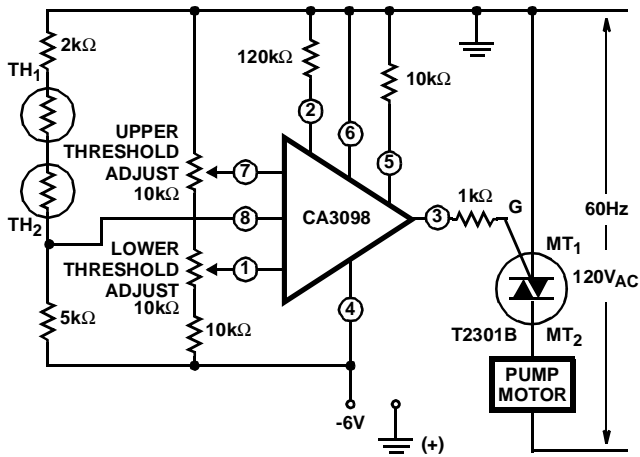 2kΩ
TH1
TH2
5kΩ
UPPER
THRESHOLD
ADJUST
10kΩ
LOWER
THRESHOLD
ADJUST
10kΩ
10kΩ
120kΩ
10kΩ
2
6
5
7
8
1
CA3098
3
4
1kΩ
G
MT1
MT2
T2301B
PUMP
MOTOR
60Hz
120VAC
-6V
(+)